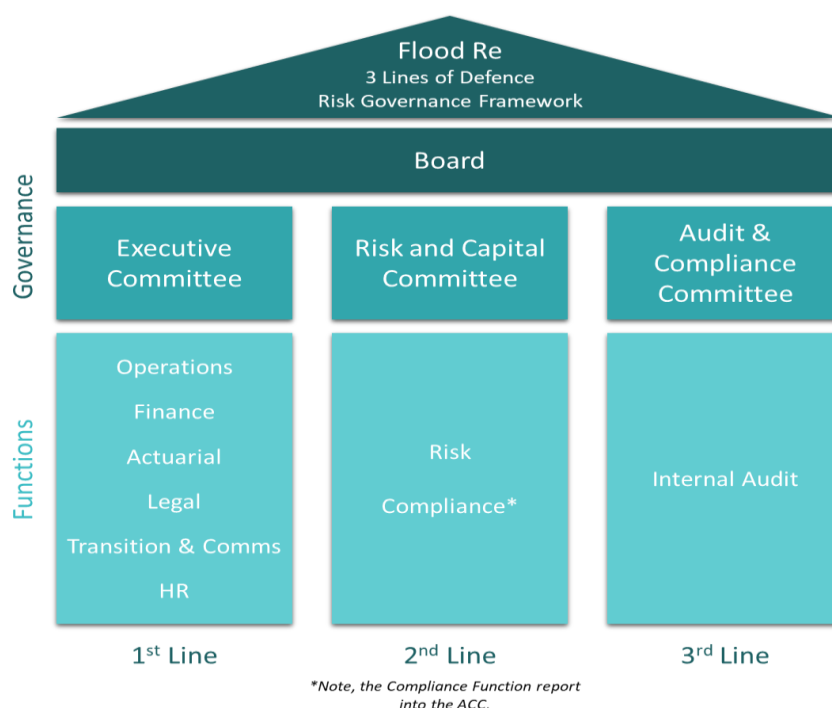 Flood Re
3 Lines of Defence
Risk Governance Framework
Board
Governance
Executive
Committee
Risk and Capital
Committee
Audit &
Compliance
Committee
Functions
Operations
Finance
Actuarial
Legal
Transition & Comms
HR
Risk
Compliance*
Internal Audit
1st Line
2nd Line
3rd Line
*Note, the Compliance Function report
into the ACC.